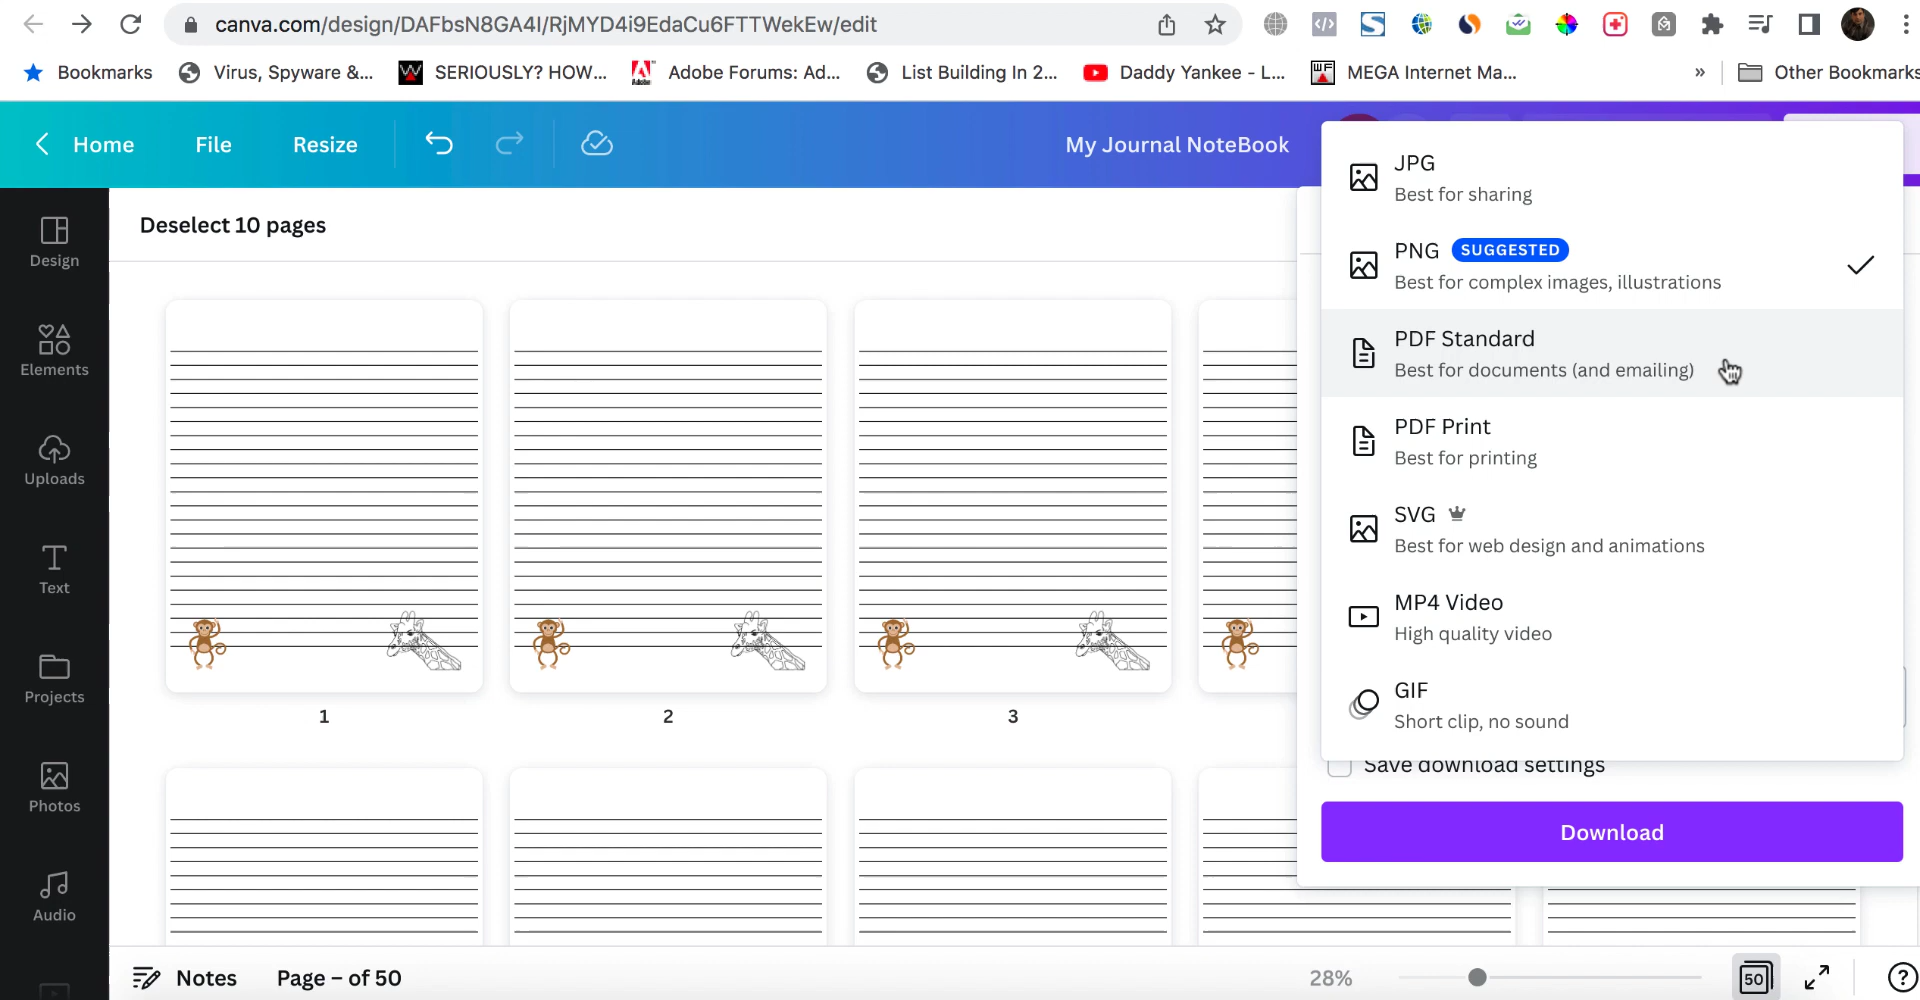 canva.com/design/DAFbsN8GA4I/RjMYD4i9EdaCu6FTTWekEw/edit
Bookmarks
Virus, Spyware &...
SERIOUSLY? HOW...
Adobe Forums: Ad...
List Building In 2...
Daddy Yankee - L...
MEGA Internet Ma...
»
Other Bookmarks
Home
File
Resize
My Journal NoteBook
Deselect 10 pages
Design
Elements
Uploads
Text
Projects
Photos
Audio
1
2
3
JPG
Best for sharing
PNG SUGGESTED
Best for complex images, illustrations
PDF Standard
Best for documents (and emailing)
PDF Print
Best for printing
SVG
Best for web design and animations
MP4 Video
High quality video
GIF
Short clip, no sound
Save download settings
Download
Notes
Page – of 50
28%
50
?